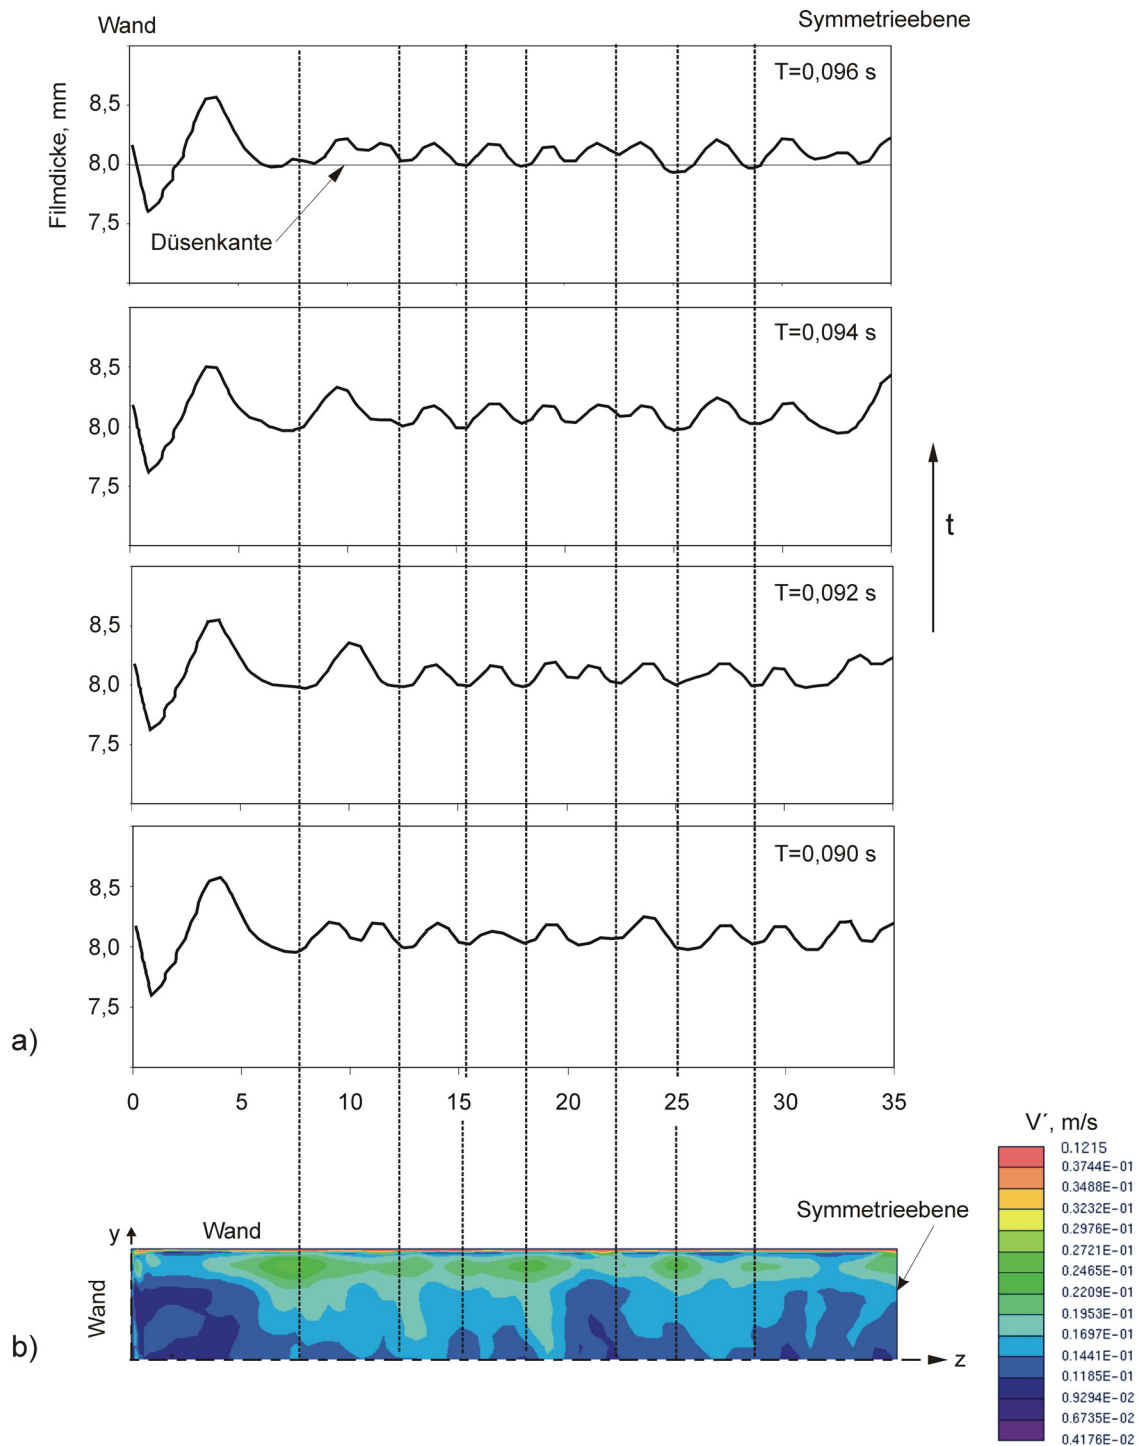 Wand
Symmetrieebene
T=0,096 s
Filmdicke, mm
8,5
8,0
7,5
Düsenkante
T=0,094 s
8,5
8,0
7,5
t
T=0,092 s
8,5
8,0
7,5
T=0,090 s
8,5
8,0
7,5
a)
0 5 10 15 20 25 30 35
V´, m/s
0.1215
0.3744E-01
0.3488E-01
0.3232E-01
0.2976E-01
0.2721E-01
0.2465E-01
0.2209E-01
0.1953E-01
0.1697E-01
0.1441E-01
0.1185E-01
0.9294E-02
0.6735E-02
0.4176E-02
Symmetrieebene
y
Wand
Wand
b)
z